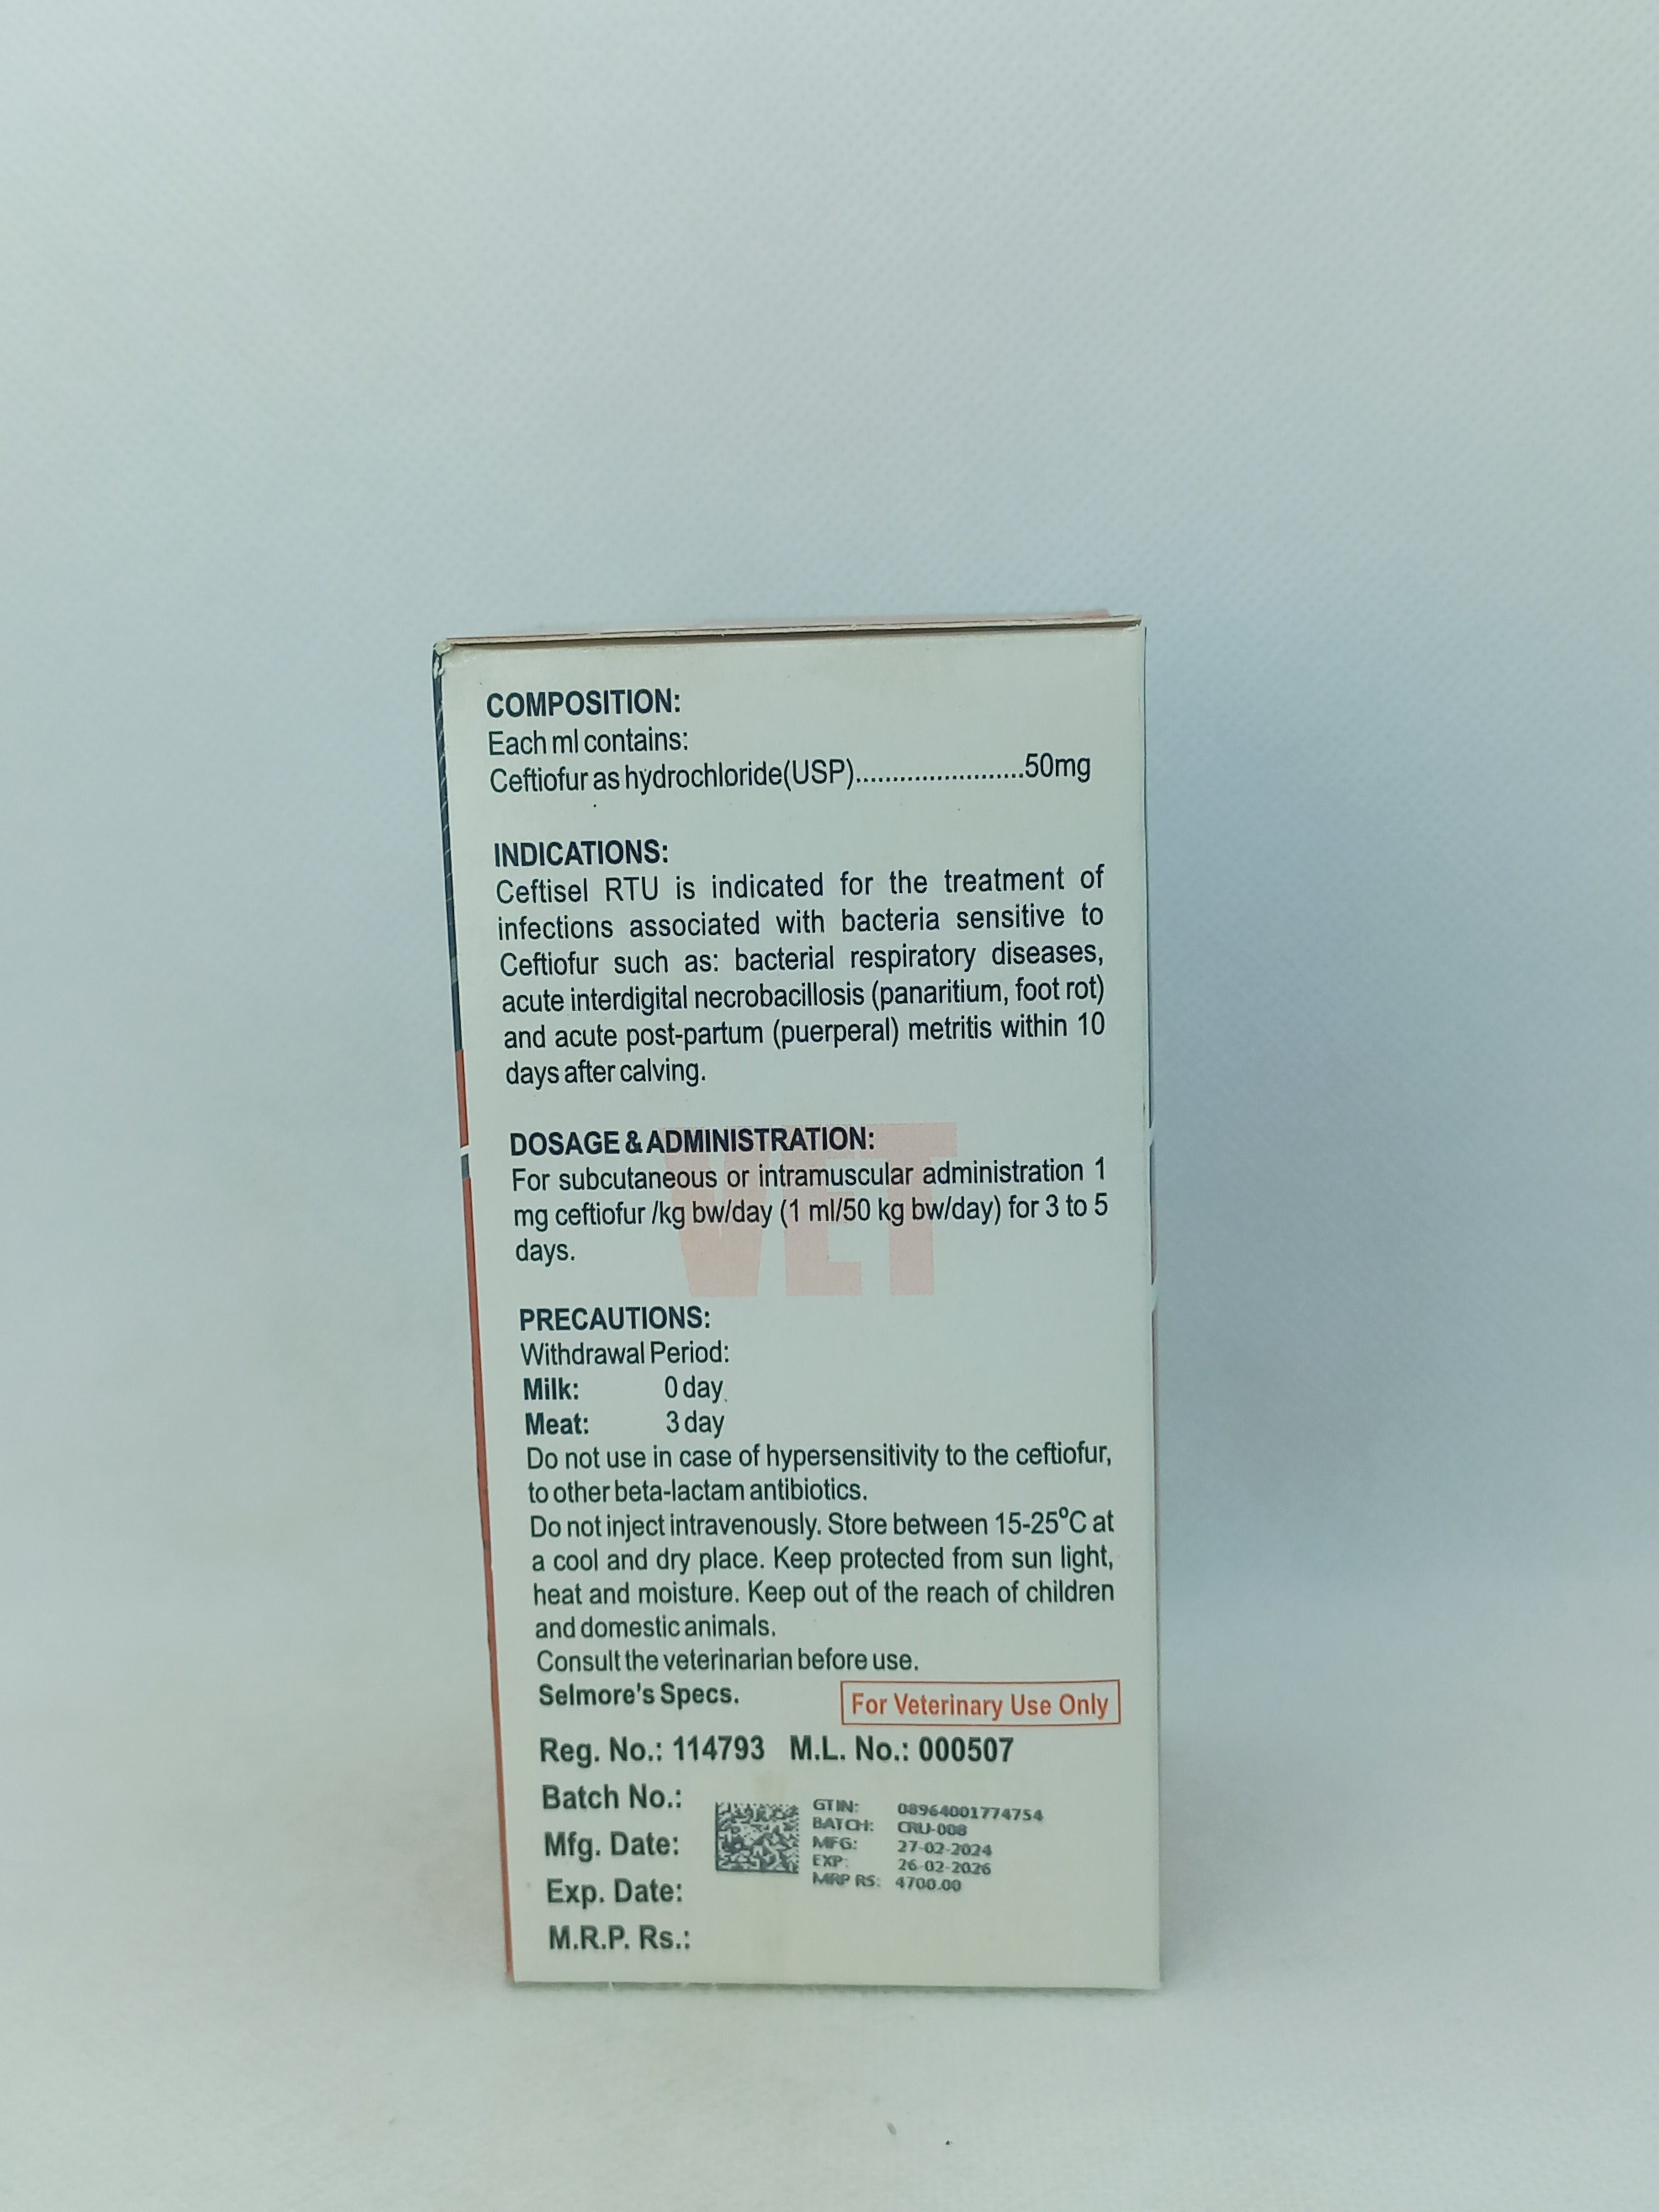 COMPOSITION:
Each ml contains:
Ceftiofur as hydrochloride(USP).......................50mg
INDICATIONS:
Ceftisel RTU is indicated for the treatment of
infections associated with bacteria sensitive to
Ceftiofur such as: bacterial respiratory diseases,
acute interdigital necrobacillosis (panaritium, foot rot)
and acute post-partum (puerperal) metritis within 10
days after calving.
VET
DOSAGE & ADMINISTRATION:
For subcutaneous or intramuscular administration 1
mg ceftiofur /kg bw/day (1 ml/50 kg bw/day) for 3 to 5
days.
PRECAUTIONS:
Withdrawal Period:
Milk: 0 day
Meat: 3 day
Do not use in case of hypersensitivity to the ceftiofur,
to other beta-lactam antibiotics.
Do not inject intravenously. Store between 15-25°C at
a cool and dry place. Keep protected from sun light,
heat and moisture. Keep out of the reach of children
and domestic animals.
Consult the veterinarian before use.
Selmore's Specs. For Veterinary Use Only
Reg. No.: 114793 M.L. No.: 000507
Batch No.:
Mfg. Date:
Exp. Date:
M.R.P. Rs.:
GTIN: 08964001774754
BATCH: CRU-008
MFG: 27-02-2024
EXP: 26-02-2026
MRP RS: 4700.00